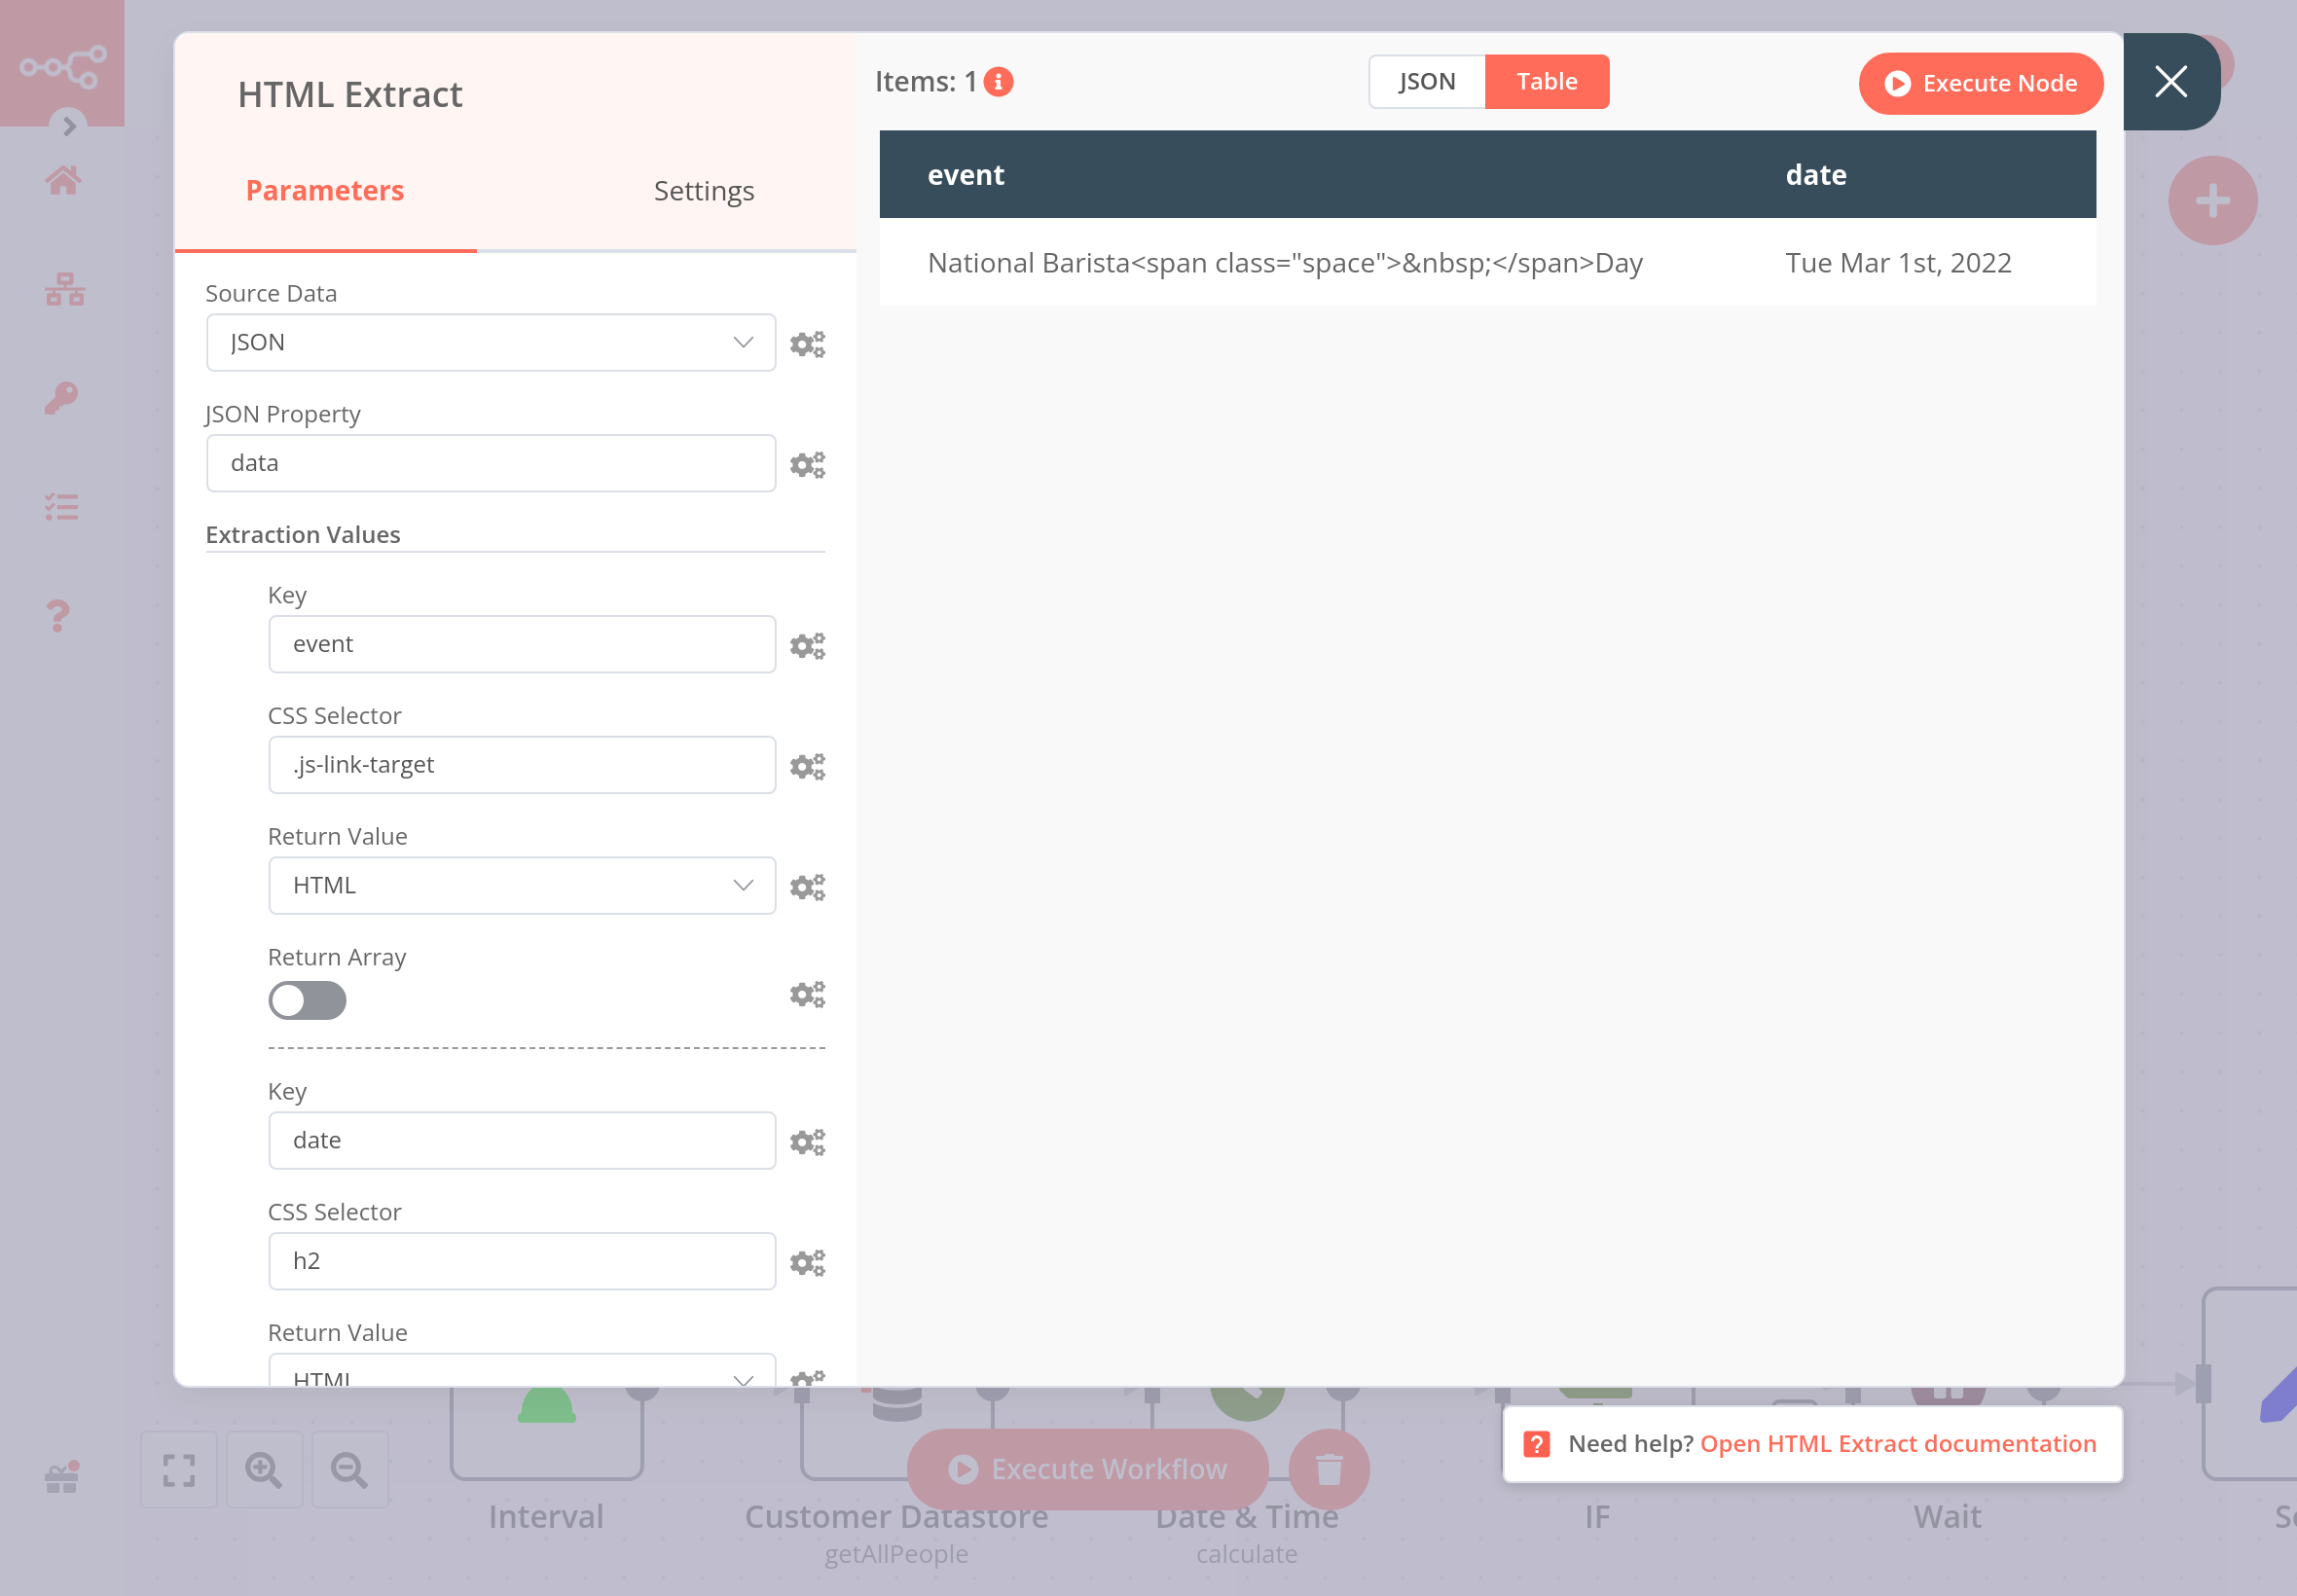 HTML Extract
Parameters
Settings
Source Data
JSON
JSON Property
data
Extraction Values
Key
event
CSS Selector
.js-link-target
Return Value
HTML
Return Array
Key
date
CSS Selector
h2
Return Value
HTML
Items: 1
JSON
Table
Execute Node
event date
National Barista<span class="space">&nbsp;</span>Day Tue Mar 1st, 2022
Need help? Open HTML Extract documentation
Execute Workflow
Interval
Customer Datastore
getAllPeople
Date & Time
calculate
IF
Wait